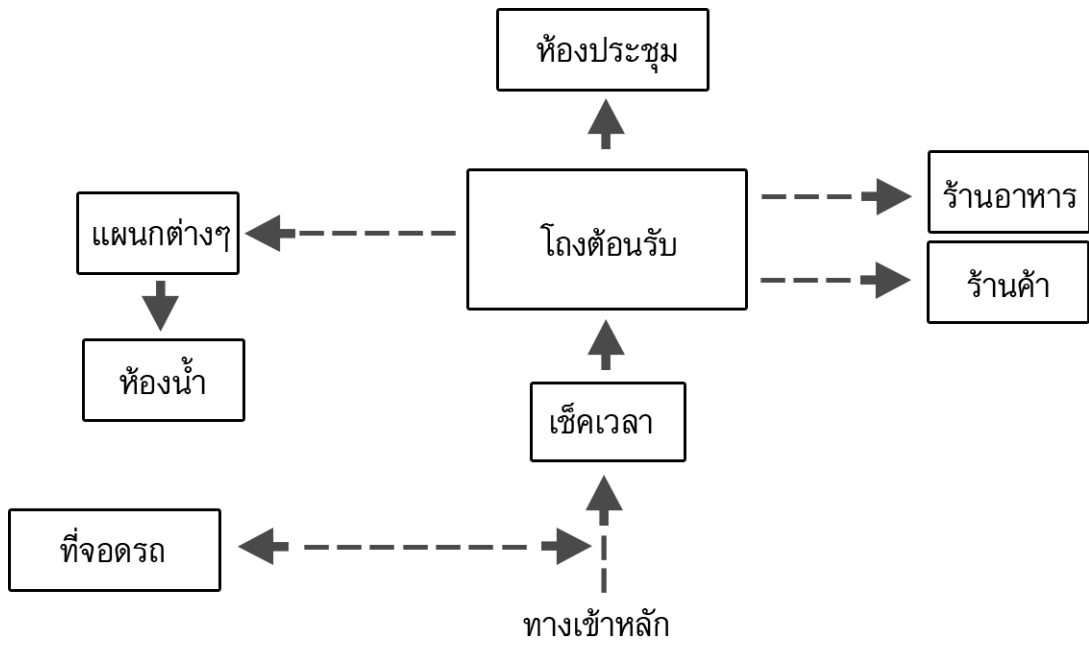 ห้องประชุม
ร้านอาหาร
แผนกต่างๆ
โถงต้อนรับ
ร้านค้า
ห้องน้ำ
เช็คเวลา
ที่จอดรถ
ทางเข้าหลัก